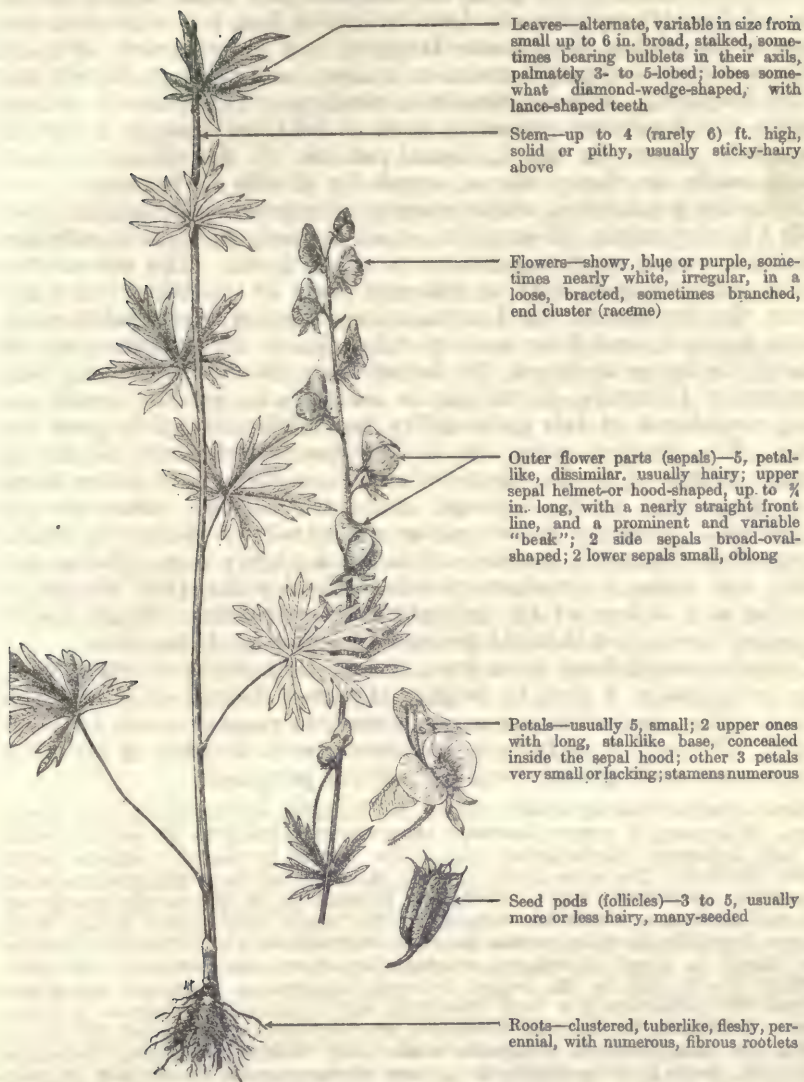 Leaves—alternate, variable in size from
small up to 6 in. broad, stalked, some-
times bearing bulblets in their axils,
palmately 3- to 5-lobed; lobes some-
what diamond-wedge-shaped, with
lance-shaped teeth
Stem—up to 4 (rarely 6) ft. high,
solid or pithy, usually sticky-hairy
above
Flowers—showy, blue or purple, some-
times nearly white, irregular, in a
loose, bracted, sometimes branched,
end cluster (raceme)
Outer flower parts (sepals)—5, petal-
like, dissimilar. usually hairy; upper
sepal helmet-or hood-shaped, up to ¾
in. long, with a nearly straight front
line, and a prominent and variable
"beak"; 2 side sepals broad-oval-
shaped; 2 lower sepals small, oblong
Petals—usually 5, small; 2 upper ones
with long, stalklike base, concealed
inside the sepal hood; other 3 petals
very small or lacking; stamens numerous
Seed pods (follicles)—3 to 5, usually
more or less hairy, many-seeded
Roots—clustered, tuberlike, fleshy, per-
ennial, with numerous, fibrous rootlets